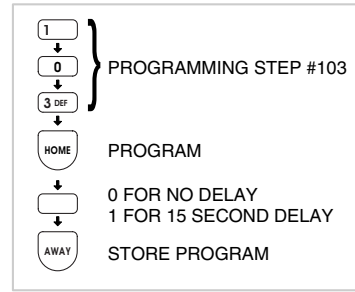 1
0
PROGRAMMING STEP #103
3 DEF
HOME
PROGRAM
0 FOR NO DELAY
1 FOR 15 SECOND DELAY
AWAY
STORE PROGRAM